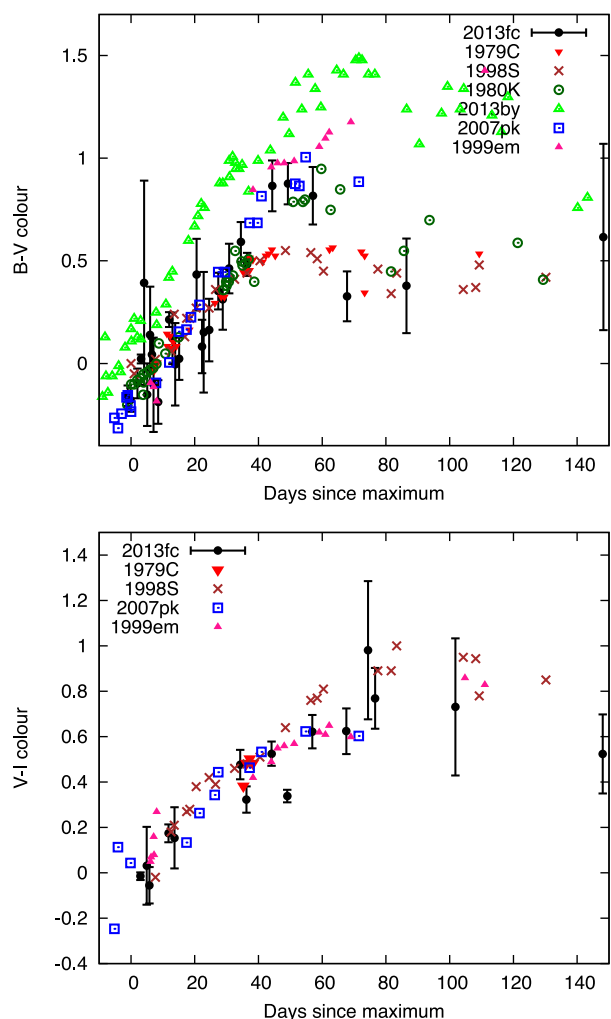 2013fc
1979C
1998S
1980K
2013by
2007pk
1999em
1.5
1
0.5
0
B-V colour
0
20
40
60
80
100
120
140
Days since maximum
2013fc
1979C
1998S
2007pk
1999em
1.4
1.2
1
0.8
0.6
0.4
0.2
0
-0.2
-0.4
V-I colour
0
20
40
60
80
100
120
140
Days since maximum